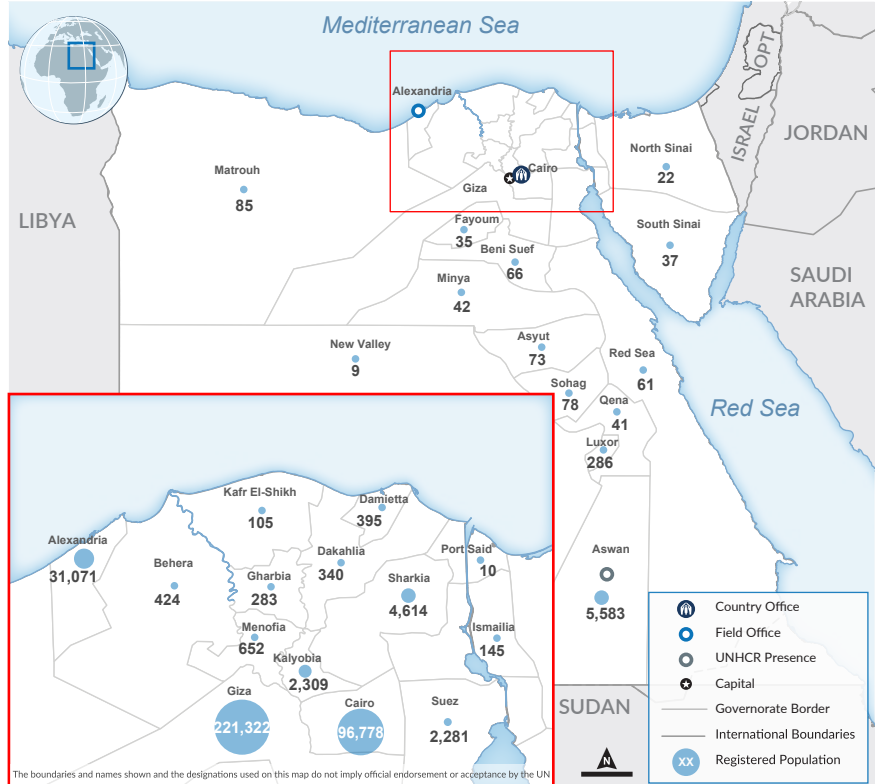 Mediterranean Sea
OPT
ISRAEL
JORDAN
Alexandria
Cairo
Giza
North Sinai
22
Matrouh
85
LIBYA
Fayoum
35
Beni Suef
66
South Sinai
37
SAUDI
ARABIA
Minya
42
New Valley
9
Asyut
73
Red Sea
61
Sohag
78
Qena
41
Red Sea
Luxor
286
Aswan
5,583
SUDAN
N
Kafr El-Shikh
105
Damietta
395
Alexandria
31,071
Behera
424
Gharbia
283
Dakahlia
340
Port Said
10
Sharkia
4,614
Menofia
652
Ismailia
145
Kalyobia
2,309
Giza
221,322
Cairo
96,778
Suez
2,281
The boundaries and names shown and the designations used on this map do not imply official endorsement or acceptance by the UN
Country Office
Field Office
UNHCR Presence
Capital
Governorate Border
International Boundaries
XX Registered Population